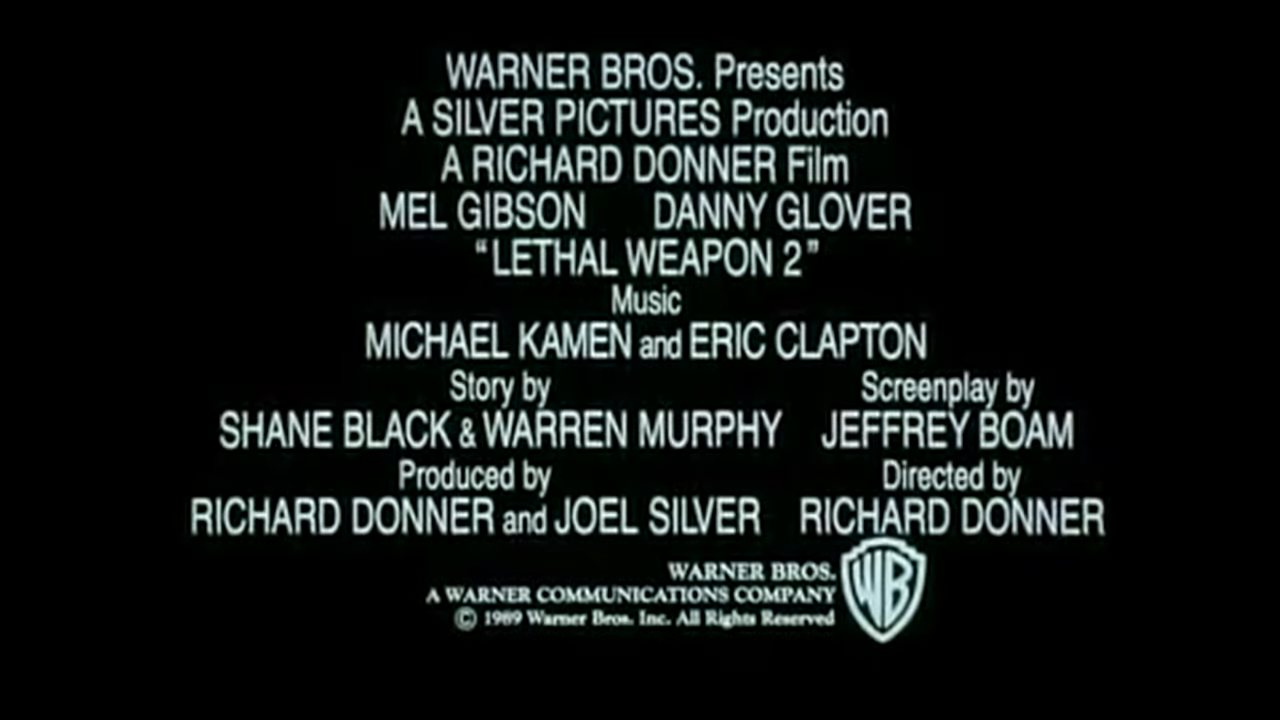 WARNER BROS. Presents
A SILVER PICTURES Production
A RICHARD DONNER Film
MEL GIBSON DANNY GLOVER
“LETHAL WEAPON 2”
Music
MICHAEL KAMEN and ERIC CLAPTON
Story by Screenplay by
SHANE BLACK & WARREN MURPHY JEFFREY BOAM
Produced by Directed by
RICHARD DONNER and JOEL SILVER RICHARD DONNER
WARNER BROS.
A WARNER COMMUNICATIONS COMPANY
© 1989 Warner Bros. Inc. All Rights Reserved
WB